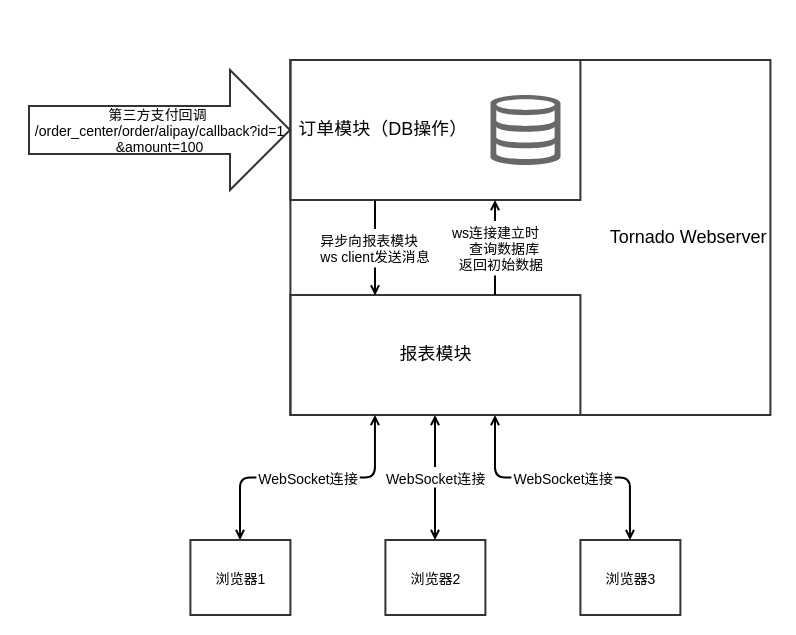 第三方支付回调
/order_center/order/alipay/callback?id=1
&amount=100
订单模块（DB操作）
Tornado Webserver
异步向报表模块
ws client发送消息
ws连接建立时
查询数据库
返回初始数据
报表模块
WebSocket连接
WebSocket连接
WebSocket连接
浏览器1
浏览器2
浏览器3